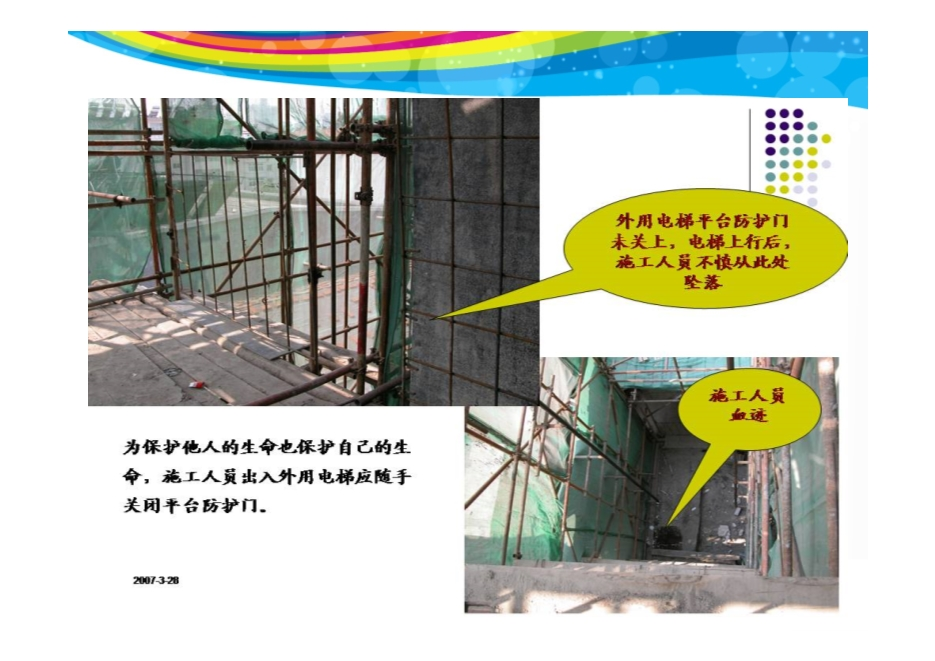 外用电梯平台防护门
未关上，电梯上行后，
施工人员不慎从此处
坠落
施工人员
血迹
为保护他人的生命也保护自己的生
命，施工人员出入外用电梯应随手
关闭平台防护门。
2007-3-28